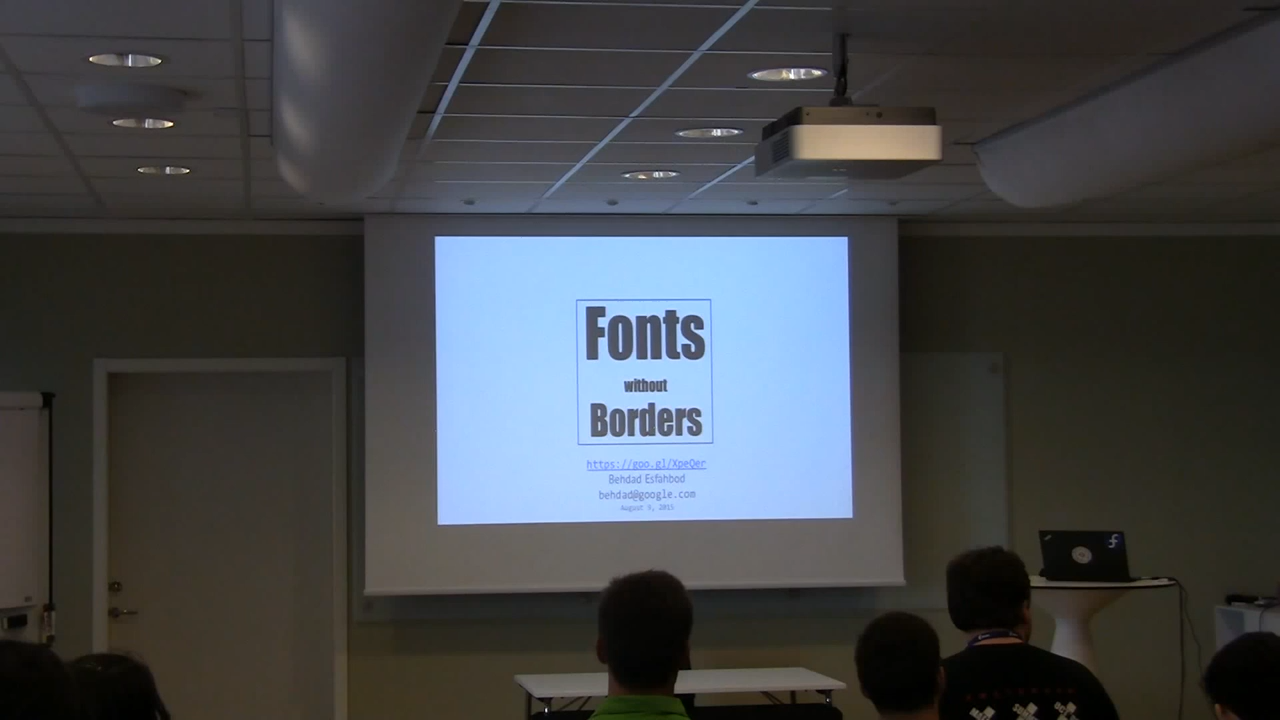 Fonts
without
Borders
https://goo.gl/XpeQer
Behdad Esfahbod
behdad@google.com
August 9, 2015